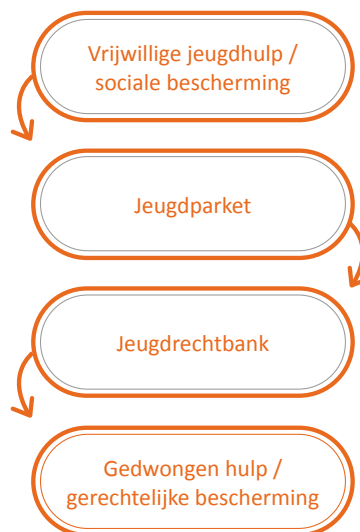 Vrijwillige jeugdhulp /
sociale bescherming
Jeugdparket
Jeugdrechtbank
Gedwongen hulp /
gerechtelijke bescherming